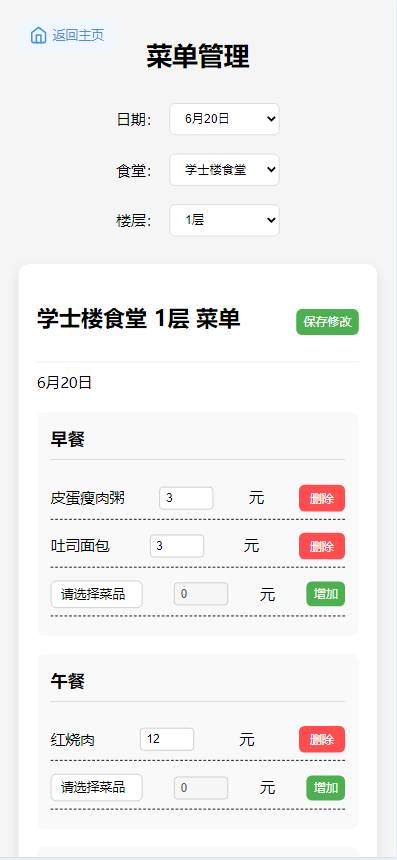 返回主页
菜单管理
日期： 6月20日
食堂： 学士楼食堂
楼层： 1层
学士楼食堂 1层 菜单 保存修改
6月20日
早餐
皮蛋瘦肉粥 3 元 删除
吐司面包 3 元 删除
请选择菜品 0 元 增加
午餐
红烧肉 12 元 删除
请选择菜品 0 元 增加